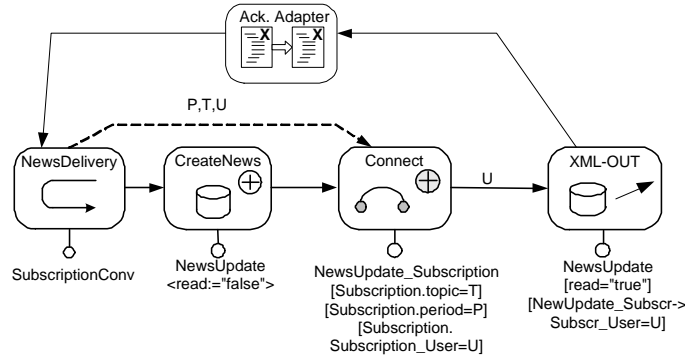 Ack. Adapter
X X
P,T,U
NewsDelivery
CreateNews
Connect
U
XML-OUT
SubscriptionConv
NewsUpdate
<read:="false">
NewsUpdate_Subscription
[Subscription.topic=T]
[Subscription.period=P]
[Subscription.
Subscription_User=U]
NewsUpdate
[read="true"]
[NewUpdate_Subscr->
Subscr_User=U]